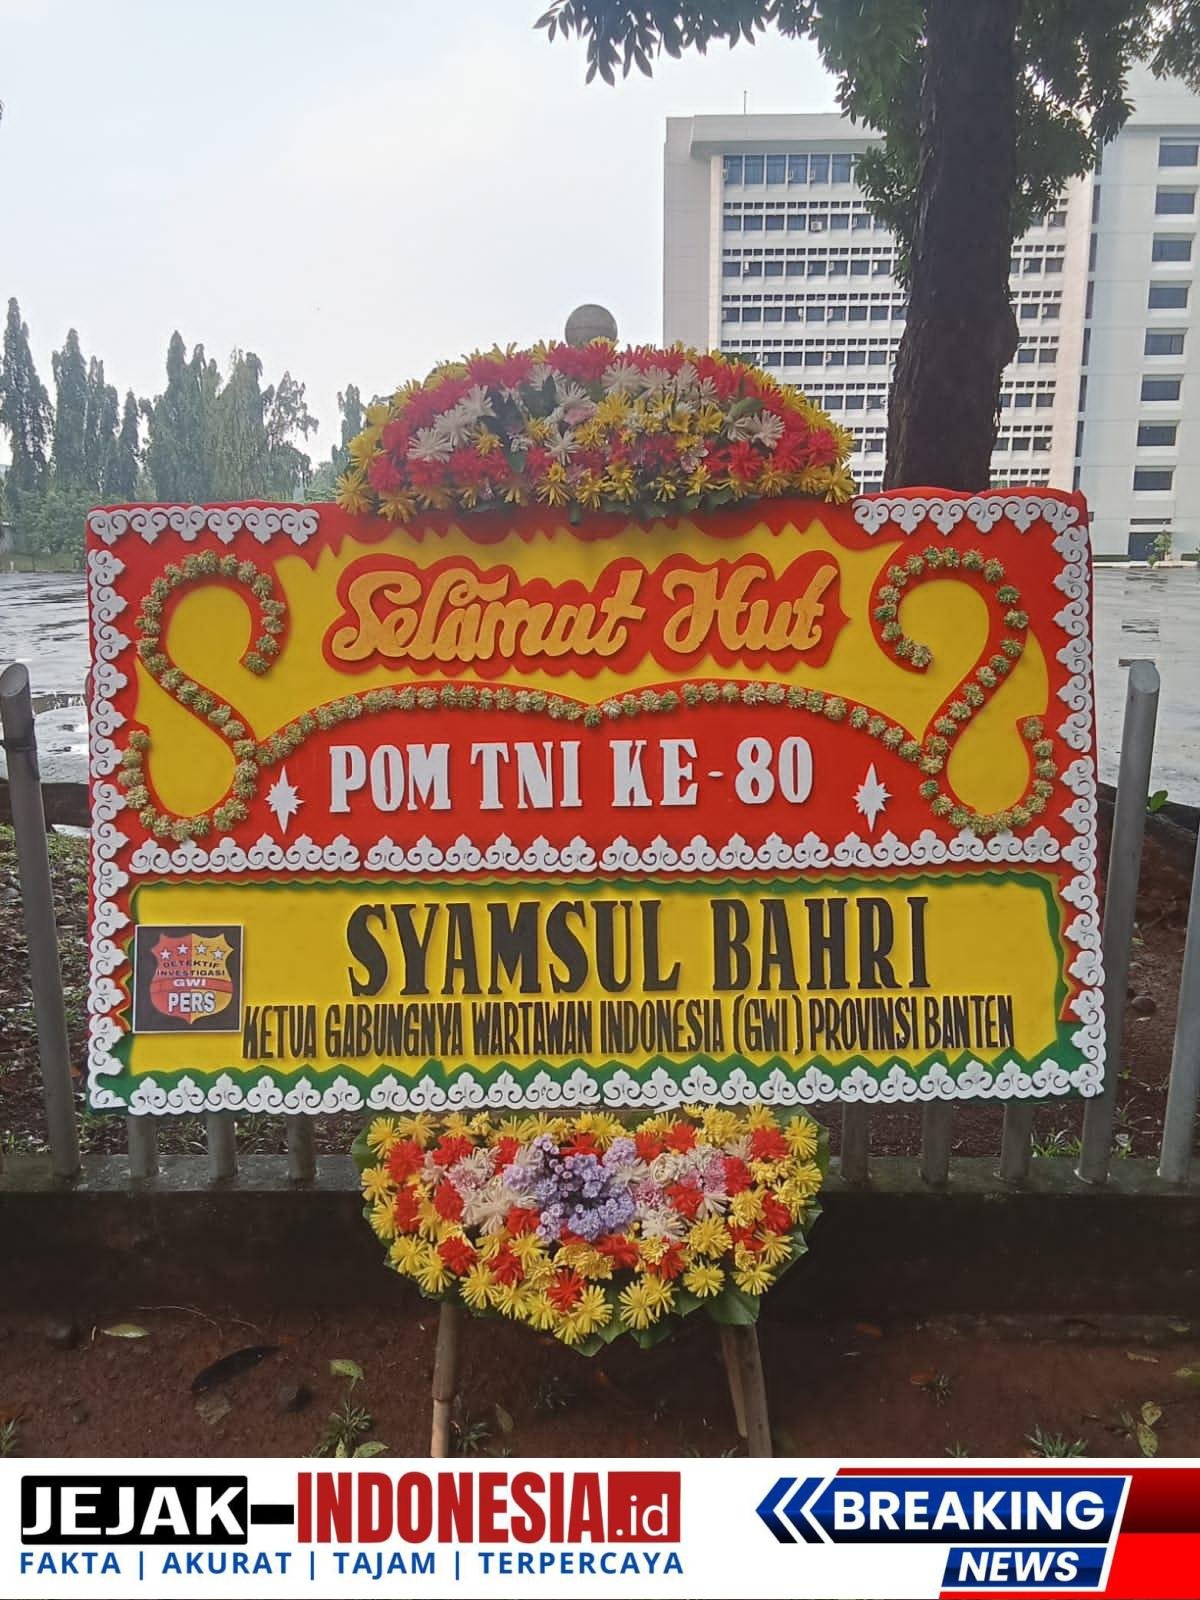 Selamat Hut
POM TNI KE-80
SYAMSUL BAHRI
KETUA GABUNGNYA WARTAWAN INDONESIA (GWI) PROVINSI BANTEN
DETEKTIF
INVESTIGASI
GWI
PERS
JEJAK-INDONESIA.id
FAKTA | AKURAT | TAJAM | TERPERCAYA
BREAKING
NEWS